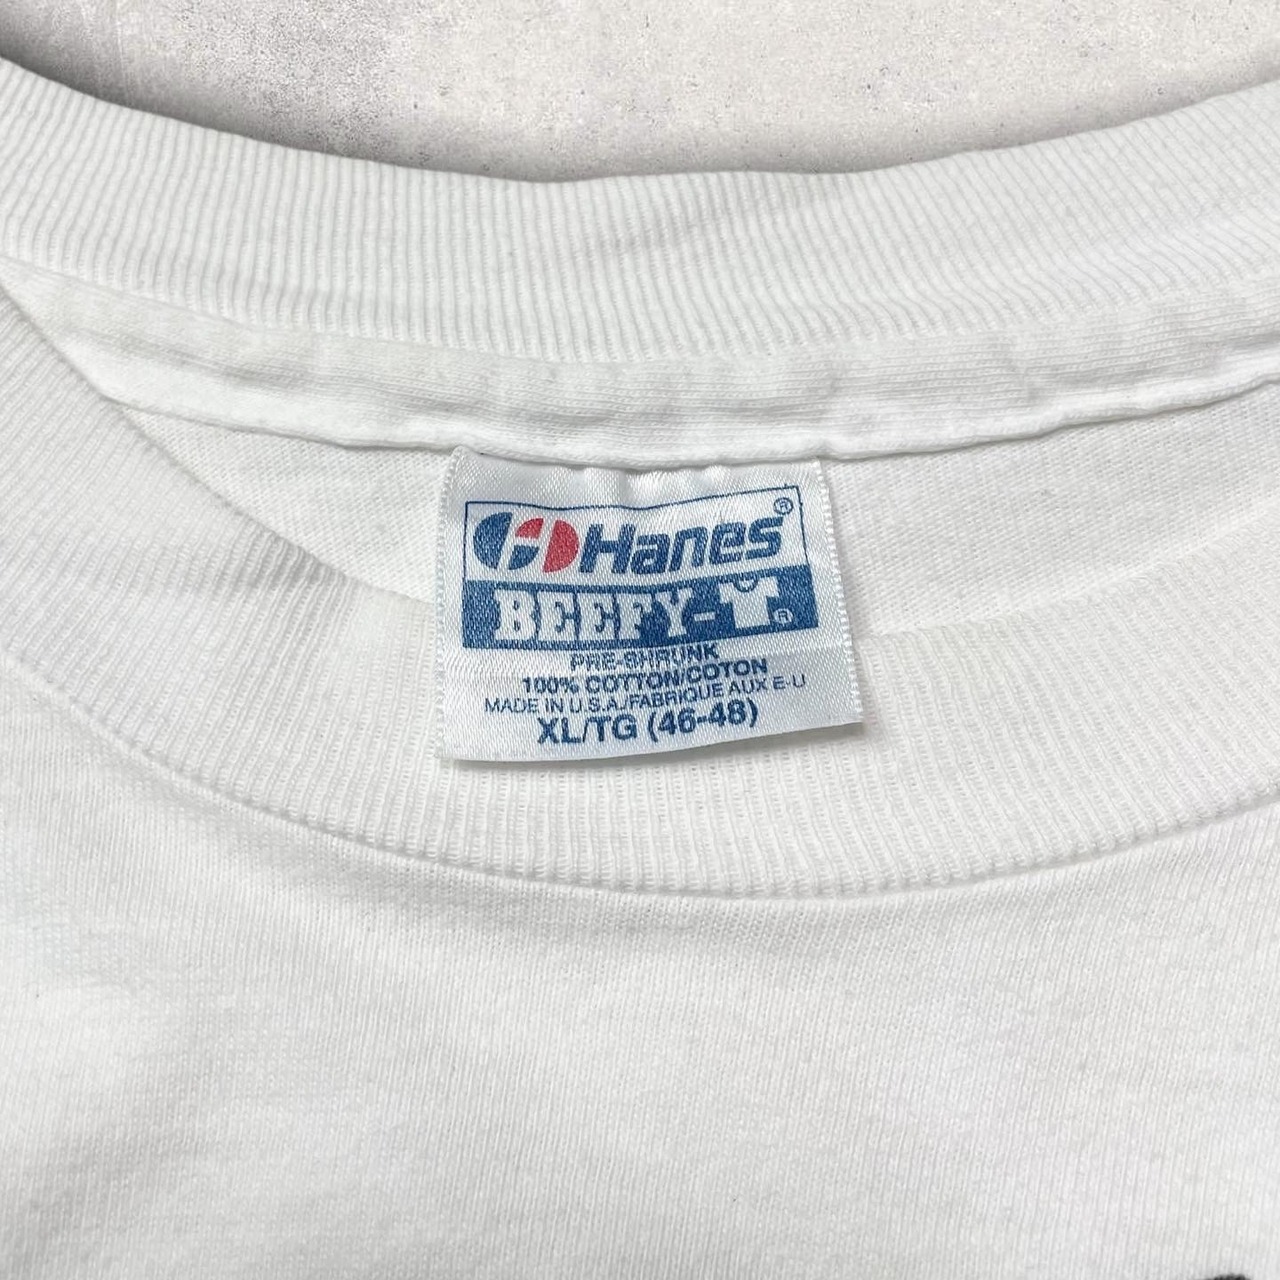 Hanes®
BEEFY-T®
PRE-SHRUNK
100% COTTON/COTON
MADE IN U.S.A./FABRIQUE AUX E-U
XL/TG (46-48)